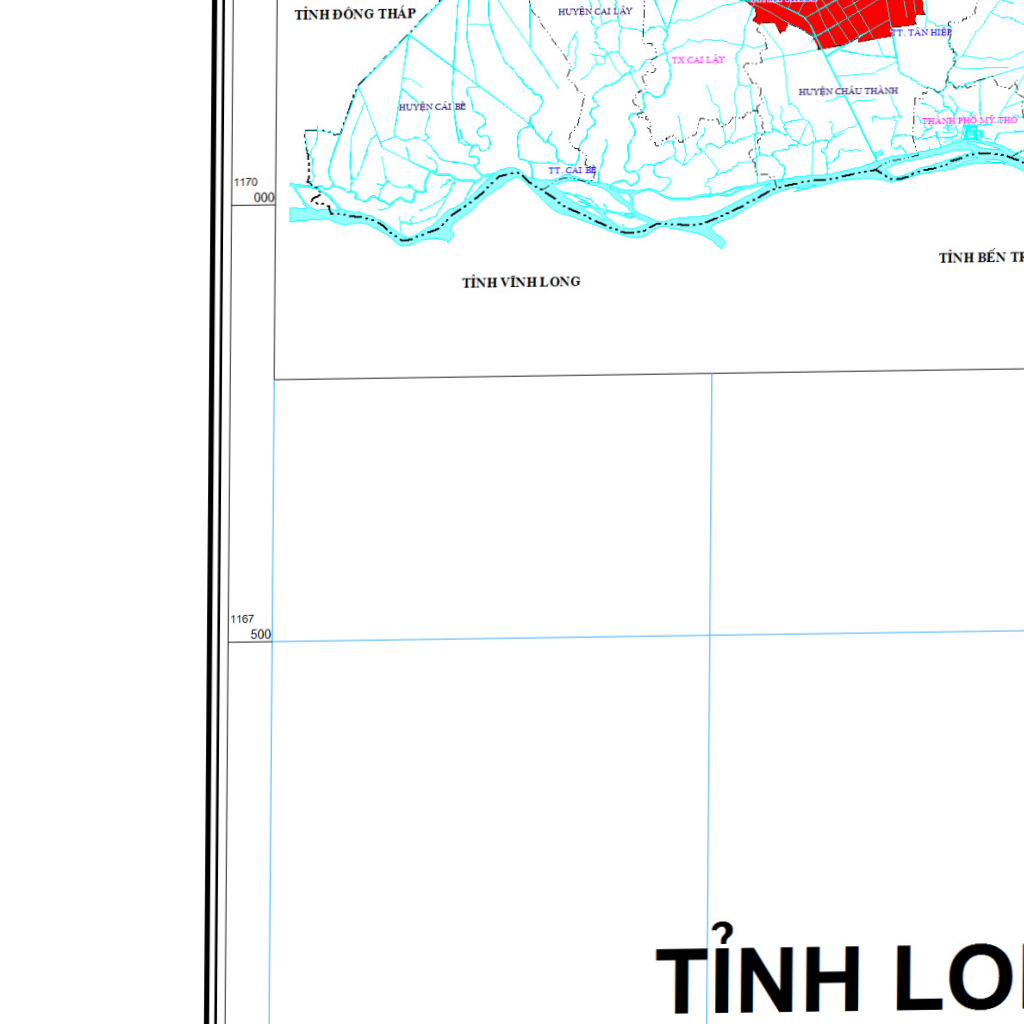 TỈNH ĐỒNG THÁP
HUYỆN CAI LẬY
TT. TÂN HIỆP
TX CAI LẬY
HUYỆN CÁI BÈ
HUYỆN CHÂU THÀNH
THÀNH PHỐ MỸ THO
TT. CÁI BÈ
1170
000
TỈNH VĨNH LONG
TỈNH BẾN TR
1167
500
TỈNH LO